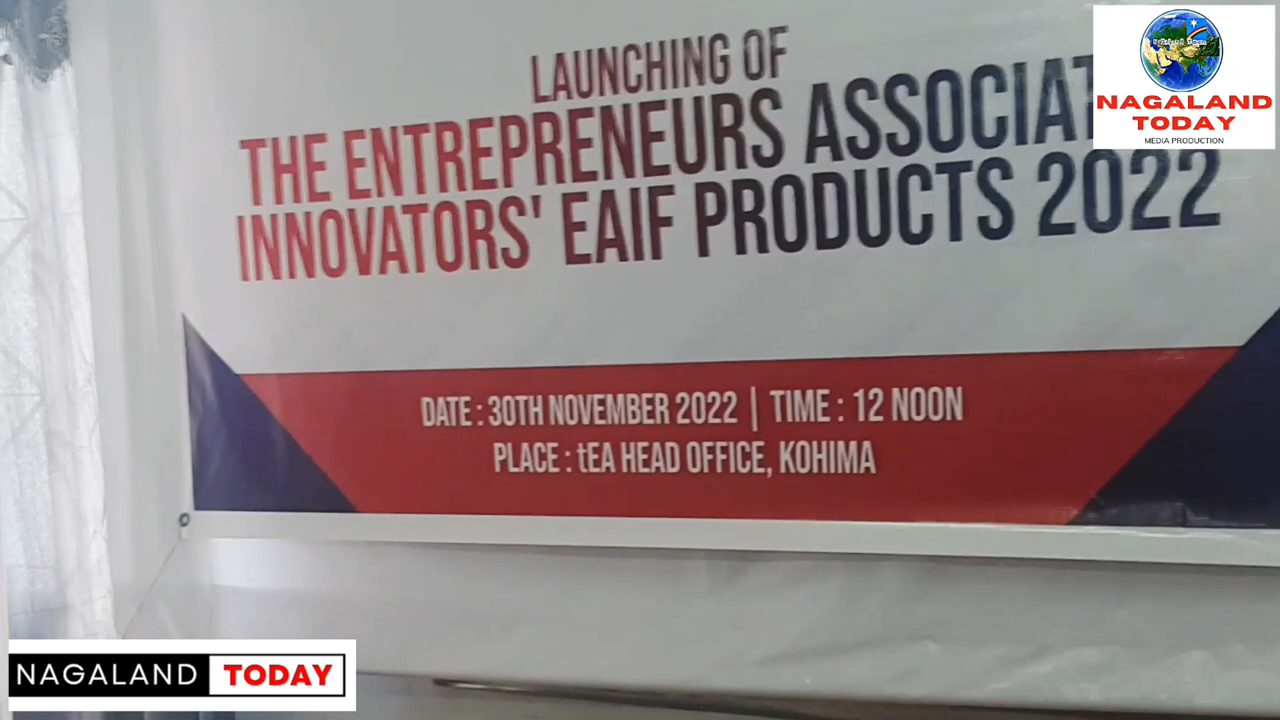 LAUNCHING OF
THE ENTREPRENEURS
INNOVATORS' EAIF PRODUCTS 2022
DATE : 30TH NOVEMBER 2022 | TIME : 12 NOON
PLACE : tEA HEAD OFFICE, KOHIMA
NAGALAND
TODAY
MEDIA PRODUCTION
NAGALAND TODAY